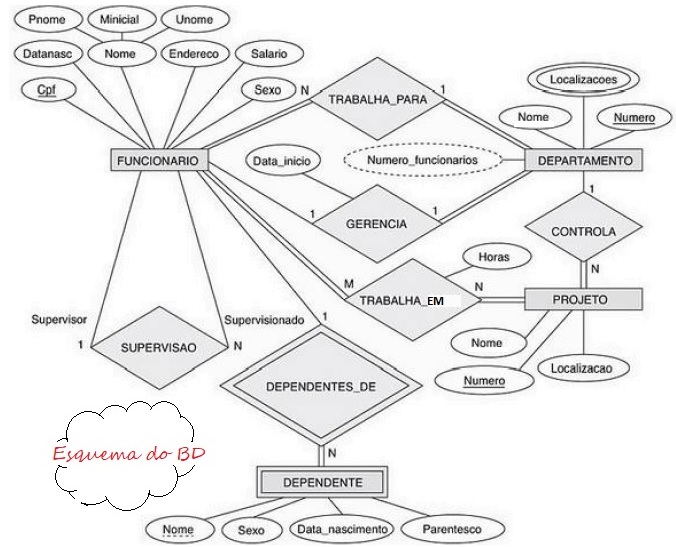 Pnome
Minicial
Unome
Datanasc
Nome
Endereco
Salario
Cpf
Sexo
N
TRABALHA_PARA
1
Localizacoes
Nome
Numero
FUNCIONARIO
Data_inicio
Numero_funcionarios
DEPARTAMENTO
1
GERENCIA
1
1
CONTROLA
N
Horas
M
TRABALHA_EM
N
PROJETO
Supervisor
1
SUPERVISAO
Supervisionado
N
1
Nome
Numero
Localizacao
DEPENDENTES_DE
N
Esquema do BD
DEPENDENTE
Nome
Sexo
Data_nascimento
Parentesco